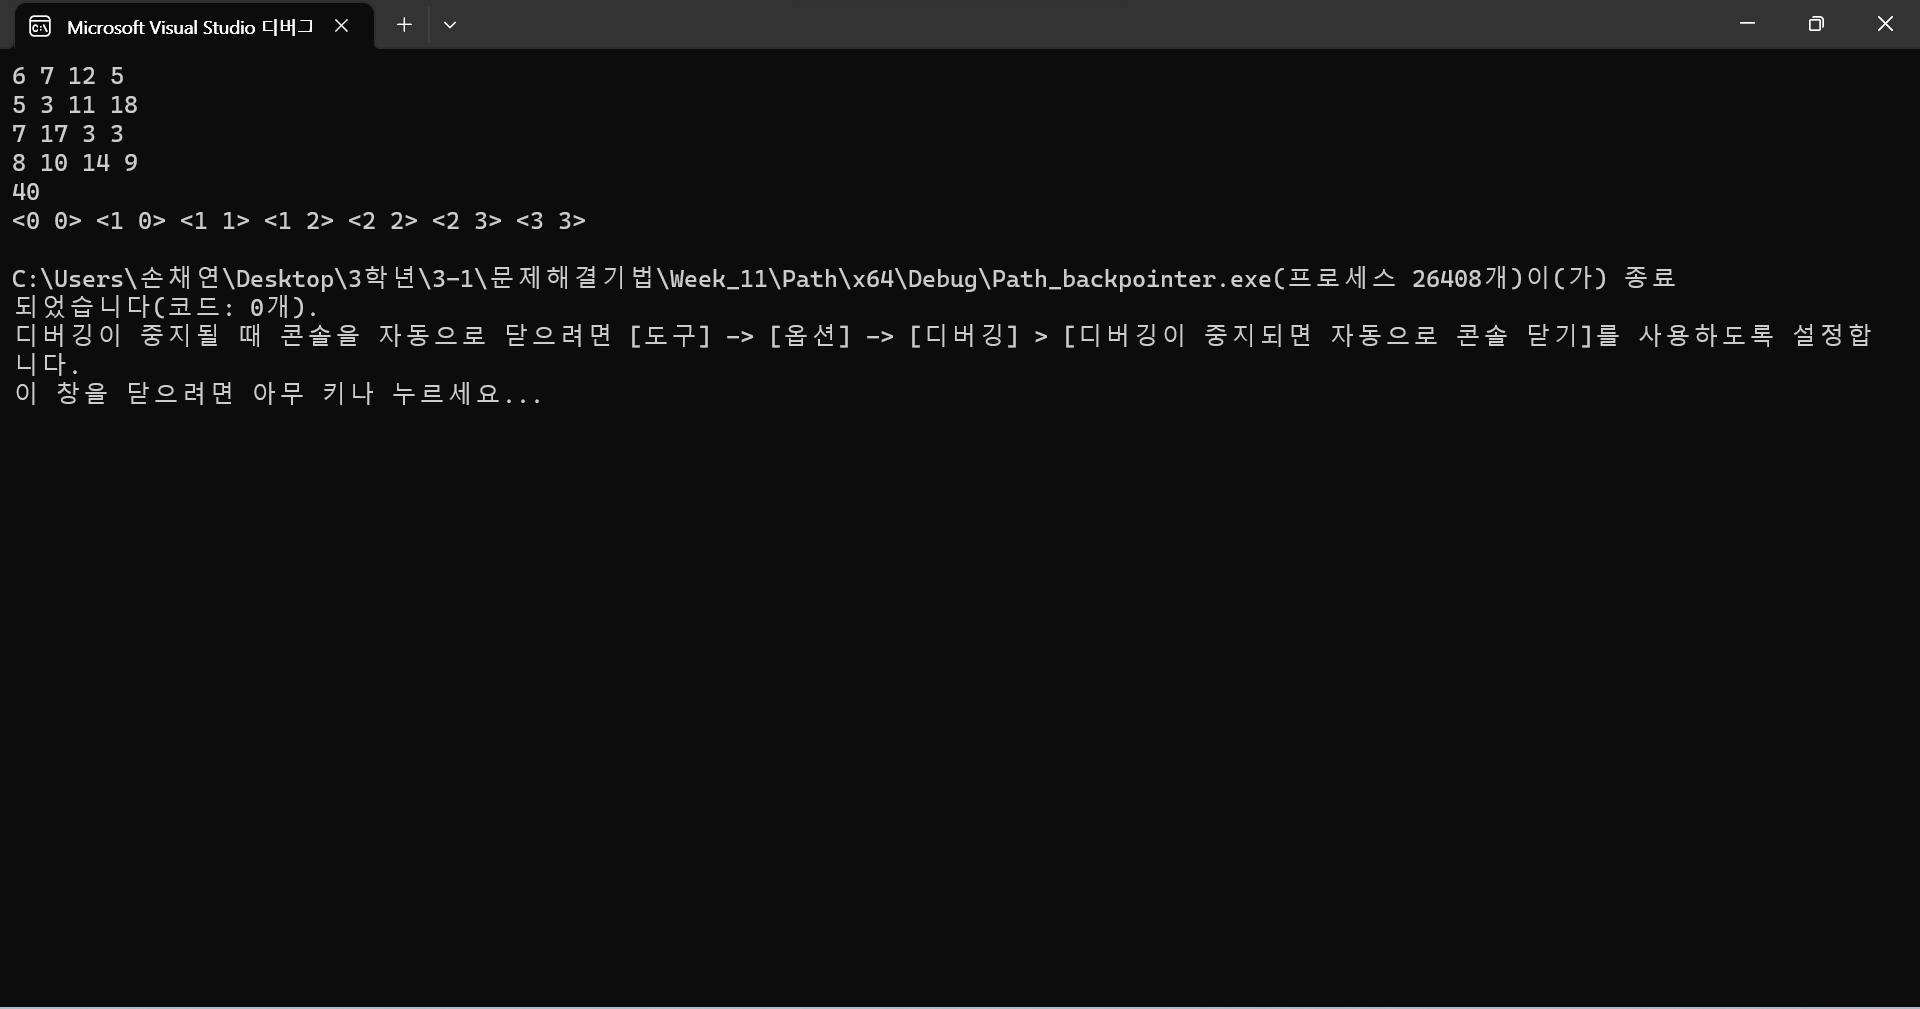 Microsoft Visual Studio 디버그
6 7 12 5
5 3 11 18
7 17 3 3
8 10 14 9
40
<0 0> <1 0> <1 1> <1 2> <2 2> <2 3> <3 3>
C:\Users\손채연\Desktop\3학년\3-1\문제해결기법\Week_11\Path\x64\Debug\Path_backpointer.exe(프로세스 26408개)이(가) 종료
되었습니다(코드: 0개).
디버깅이 중지될 때 콘솔을 자동으로 닫으려면 [도구] -> [옵션] -> [디버깅] > [디버깅이 중지되면 자동으로 콘솔 닫기]를 사용하도록 설정합
니다.
이 창을 닫으려면 아무 키나 누르세요...